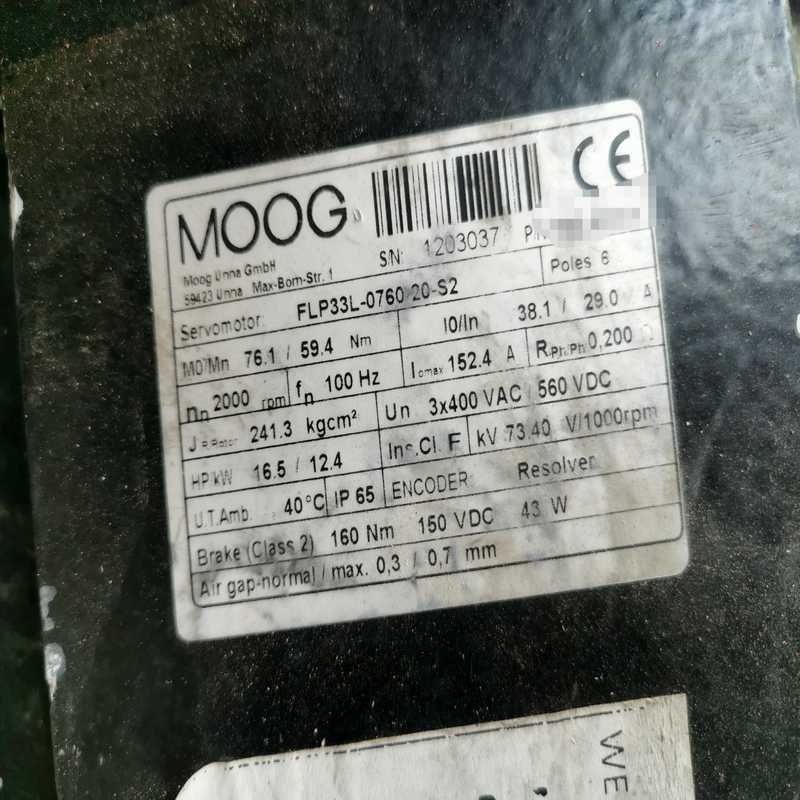 MOOG
CE
Moog Unna GmbH
59423 Unna Max-Born-Str. 1
S/N: 1203037 P/N
Servomotor: FLP33L-0760/20-S2 Poles 6
M0/Mn 76.1 / 59.4 Nm I0/In 38.1 / 29.0 A
nn 2000 rpm fn 100 Hz Iomax 152.4 A R.Ph.Ph 0,200 Ω
J P.Rotor 241.3 kgcm² Un 3x400 VAC / 560 VDC
HP/kW 16.5 / 12.4 Ins.Cl. F kV 73.40 V/1000rpm
U.T.Amb. 40°C IP 65 ENCODER: Resolver
Brake (Class 2) 160 Nm 150 VDC 43 W
Air gap-normal / max. 0,3 / 0,7 mm
WE